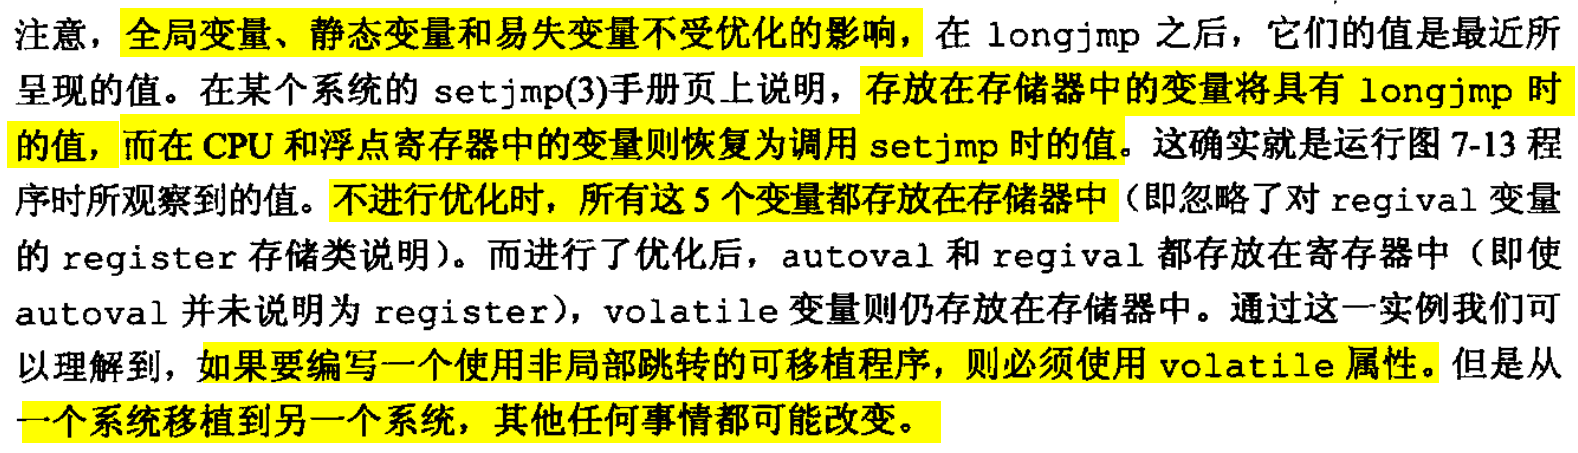 注意，全局变量、静态变量和易失变量不受优化的影响，在 longjmp 之后，它们的值是最近所
呈现的值。在某个系统的 setjmp(3)手册页上说明，存放在存储器中的变量将具有 longjmp 时
的值，而在 CPU 和浮点寄存器中的变量则恢复为调用 setjmp 时的值。这确实就是运行图 7-13 程
序时所观察到的值。不进行优化时，所有这 5 个变量都存放在存储器中（即忽略了对 regival 变量
的 register 存储类说明）。而进行了优化后，autoval 和 regival 都存放在寄存器中（即使
autoval 并未说明为 register），volatile 变量则仍存放在存储器中。通过这一实例我们可
以理解到，如果要编写一个使用非局部跳转的可移植程序，则必须使用 volatile 属性。但是从
一个系统移植到另一个系统，其他任何事情都可能改变。